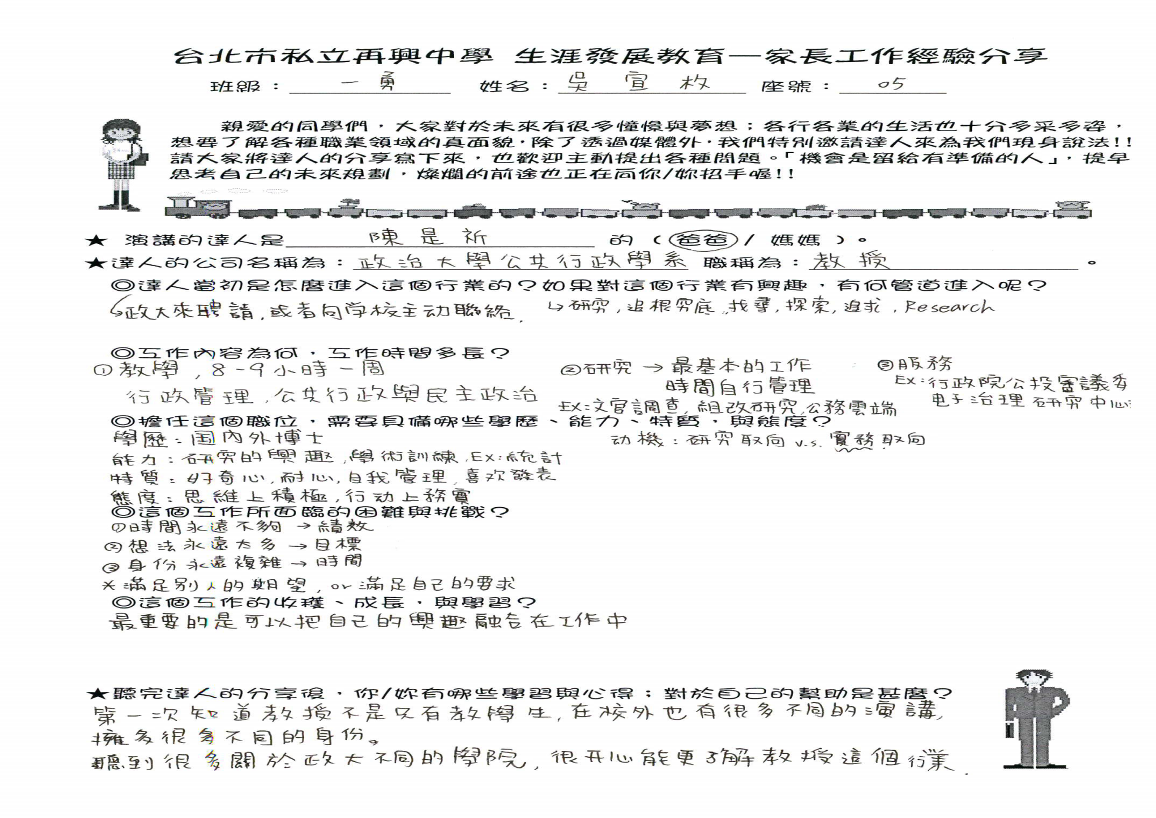 台北市私立再興中學 生涯發展教育—家長工作經驗分享
班級：一勇 姓名：吳宣枚 座號：05
親愛的同學們，大家對於未來有很多憧憬與夢想；各行各業的生活也十分多采多姿，
想要了解各種職業領域的真面貌，除了透過媒體外，我們特別邀請達人來為我們現身說法!!
請大家將達人的分享寫下來，也歡迎主動提出各種問題。「機會是留給有準備的人」，提早
思考自己的未來規劃，燦爛的前途也正在向你/妳招手喔!!
★ 演講的達人是 陳是祈 的（爸爸/媽媽）。
★達人的公司名稱為：政治大學公共行政學系 職稱為：教授。
◎達人當初是怎麼進入這個行業的？如果對這個行業有興趣，有何管道進入呢？
↳政大來聘請，或者向學校主動聯絡. ↳研究，追根究底，找尋，探索，追求，Research
◎工作內容為何，工作時間多長？
①教學，8-9小時一周 ②研究→最基本的工作 ③服務
行政管理，公共行政與民主政治 時間自行管理 EX:行政院公投審議委
EX:文官調查，組改研究，公務雲端 电子治理研究中心
◎擔任這個職位，需要具備哪些學歷、能力、特質，與態度？
學歷：国內外博士 动機：研究取向 v.s. 實務取向
能力：研究的興趣，學術訓練，EX:統計
特質：好奇心，耐心，自我管理，喜欢發表
態度：思維上積極，行动上務實
◎這個工作所面臨的困難與挑戰？
①時間永遠不夠→績效
②想法永遠太多→目標
③身份永遠複雜→時間
※滿足別人的期望，or滿足自己的要求
◎這個工作的收穫、成長，與學習？
最重要的是可以把自己的興趣融合在工作中
★聽完達人的分享後，你/妳有哪些學習與心得；對於自己的幫助是甚麼？
第一次知道教授不是只有教學生，在校外也有很多不同的演講，
擁多很多不同的身份。
聽到很多關於政大不同的學院，很开心能更了解教授這個行業.